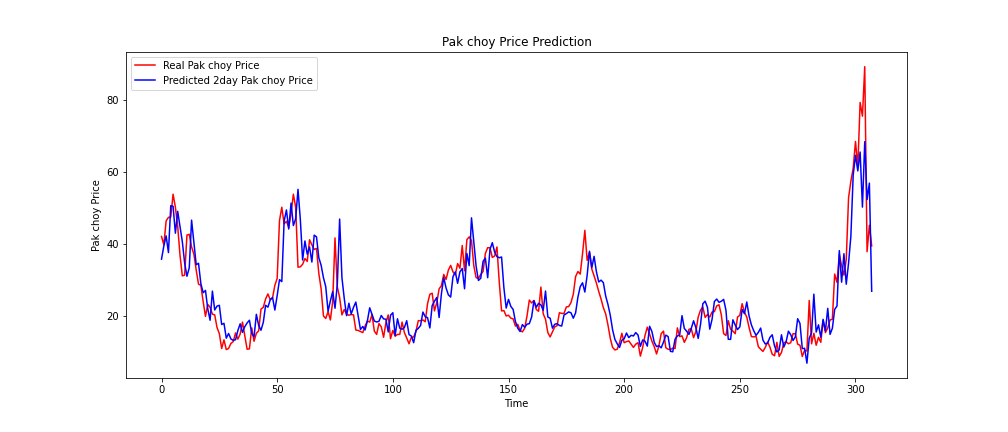 Pak choy Price Prediction
Real Pak choy Price
Predicted 2day Pak choy Price
Pak choy Price
80
60
40
20
0
50
100
150
200
250
300
Time